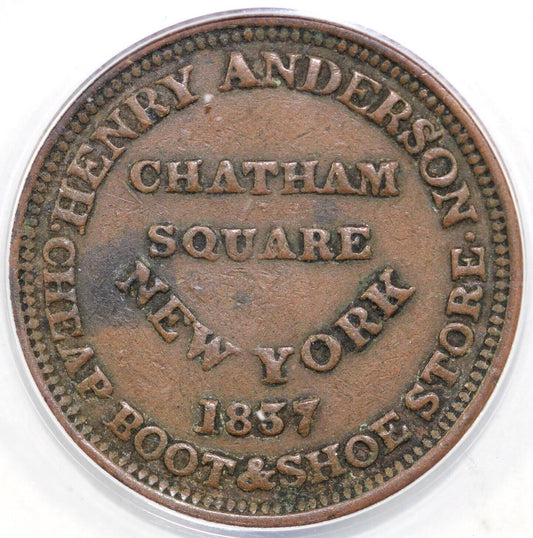 HENRY ANDERSON.
CHEAP BOOT & SHOE STORE.
CHATHAM
SQUARE
NEW YORK
1837